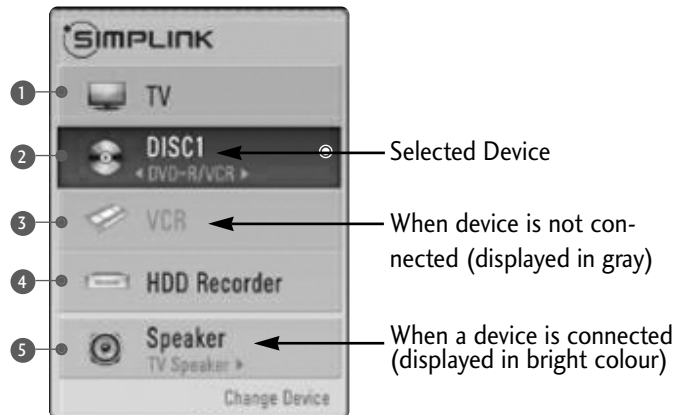 SIMPLINK
1 TV
2 DISC1
◄ DVD-R/VCR ►
Selected Device
3 VCR
When device is not con-
nected (displayed in gray)
4 HDD Recorder
5 Speaker
TV Speaker ►
When a device is connected
(displayed in bright colour)
Change Device